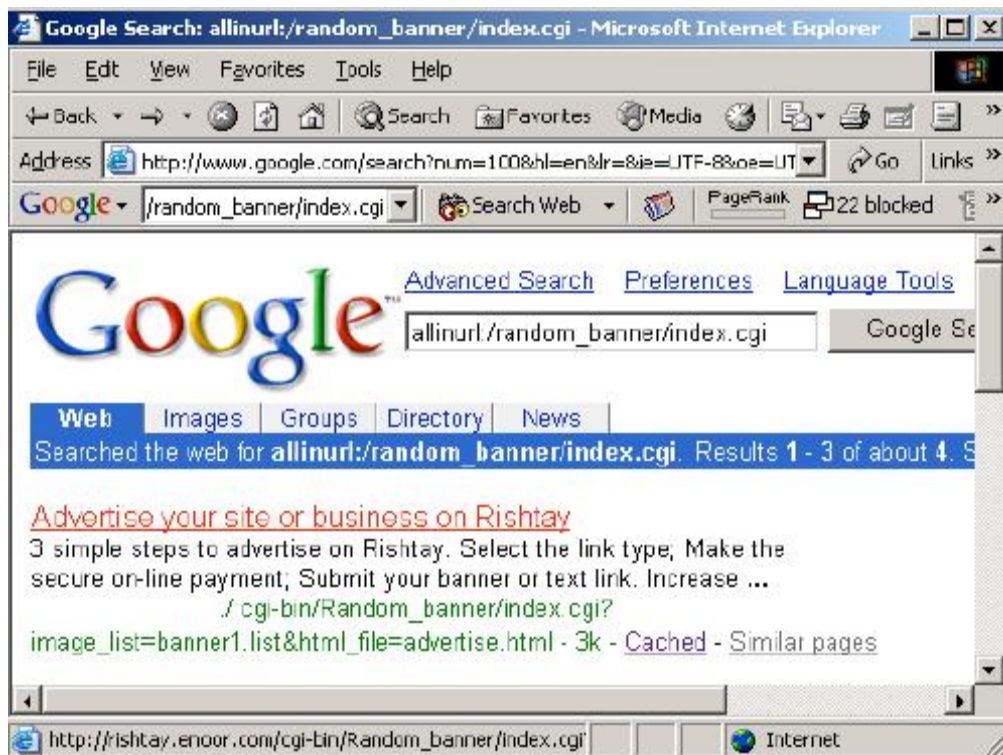 Google Search: allinurl:/random_banner/index.cgi - Microsoft Internet Explorer
File Edit View Favorites Tools Help
Back Search Favorites Media »
Address http://www.google.com/search?num=100&hl=en&lr=&ie=UTF-8&oe=UT Go Links »
Google /random_banner/index.cgi Search Web PageRank 22 blocked »
Google™ Advanced Search Preferences Language Tools
allinurl:/random_banner/index.cgi Google Se
Web Images Groups Directory News
Searched the web for allinurl:/random_banner/index.cgi. Results 1 - 3 of about 4. S
Advertise your site or business on Rishtay
3 simple steps to advertise on Rishtay. Select the link type; Make the
secure on-line payment; Submit your banner or text link. Increase ...
./ cgi-bin/Random_banner/index.cgi?
image_list=banner1.list&html_file=advertise.html - 3k - Cached - Similar pages
http://rishtay.enoor.com/cgi-bin/Random_banner/index.cgi' Internet